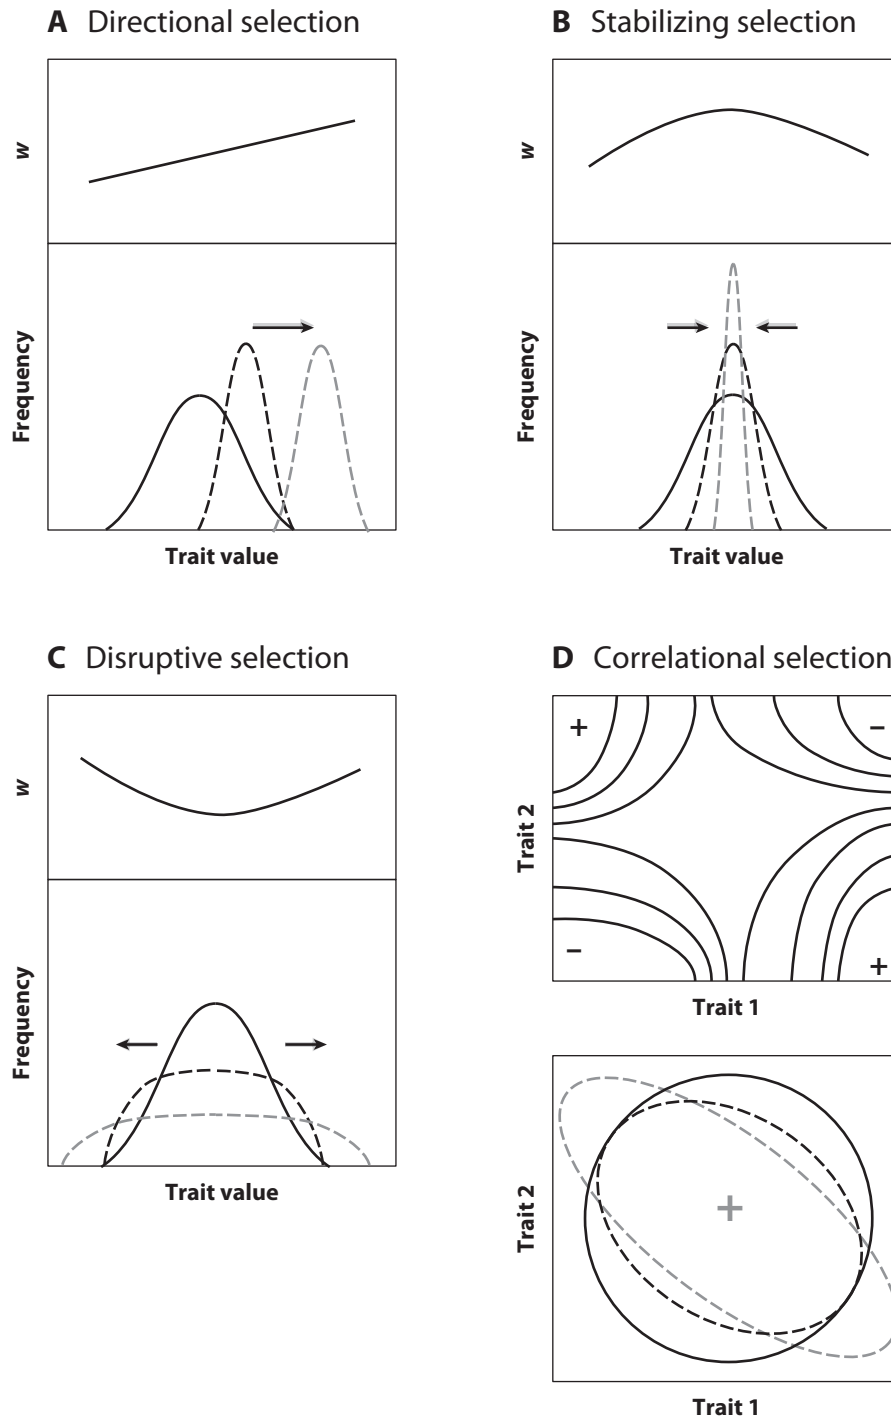 A Directional selection
w
Frequency
Trait value
B Stabilizing selection
w
Frequency
Trait value
C Disruptive selection
w
Frequency
Trait value
D Correlational selection
+
–
–
+
Trait 2
Trait 1
+
Trait 2
Trait 1